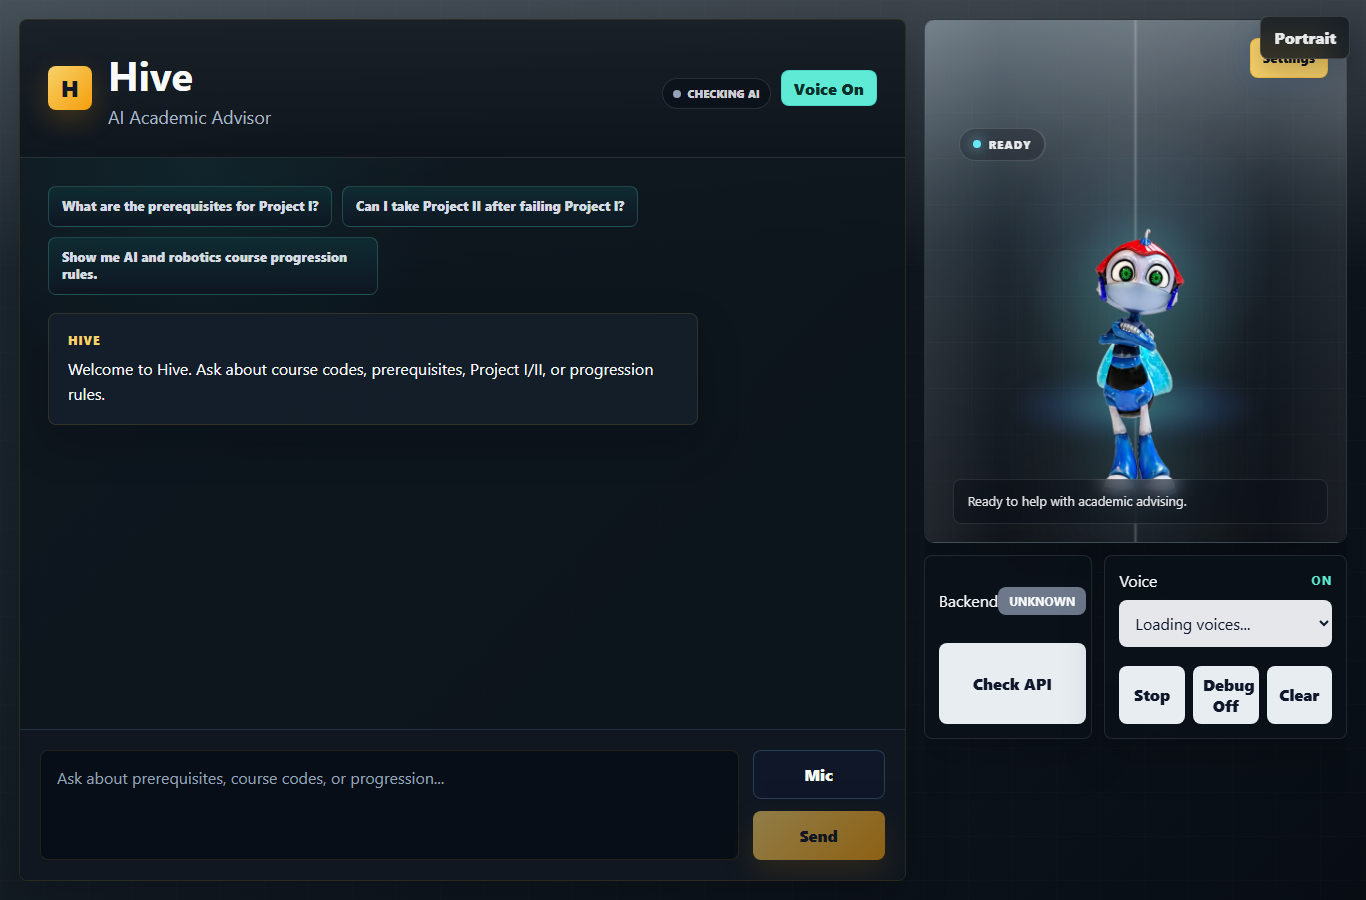 H
Hive
AI Academic Advisor
CHECKING AI
Voice On
What are the prerequisites for Project I?
Can I take Project II after failing Project I?
Show me AI and robotics course progression
rules.
HIVE
Welcome to Hive. Ask about course codes, prerequisites, Project I/II, or progression
rules.
Ask about prerequisites, course codes, or progression...
Mic
Send
Portrait
Settings
READY
Ready to help with academic advising.
Backend
UNKNOWN
Check API
Voice
ON
Loading voices...
Stop
Debug
Off
Clear